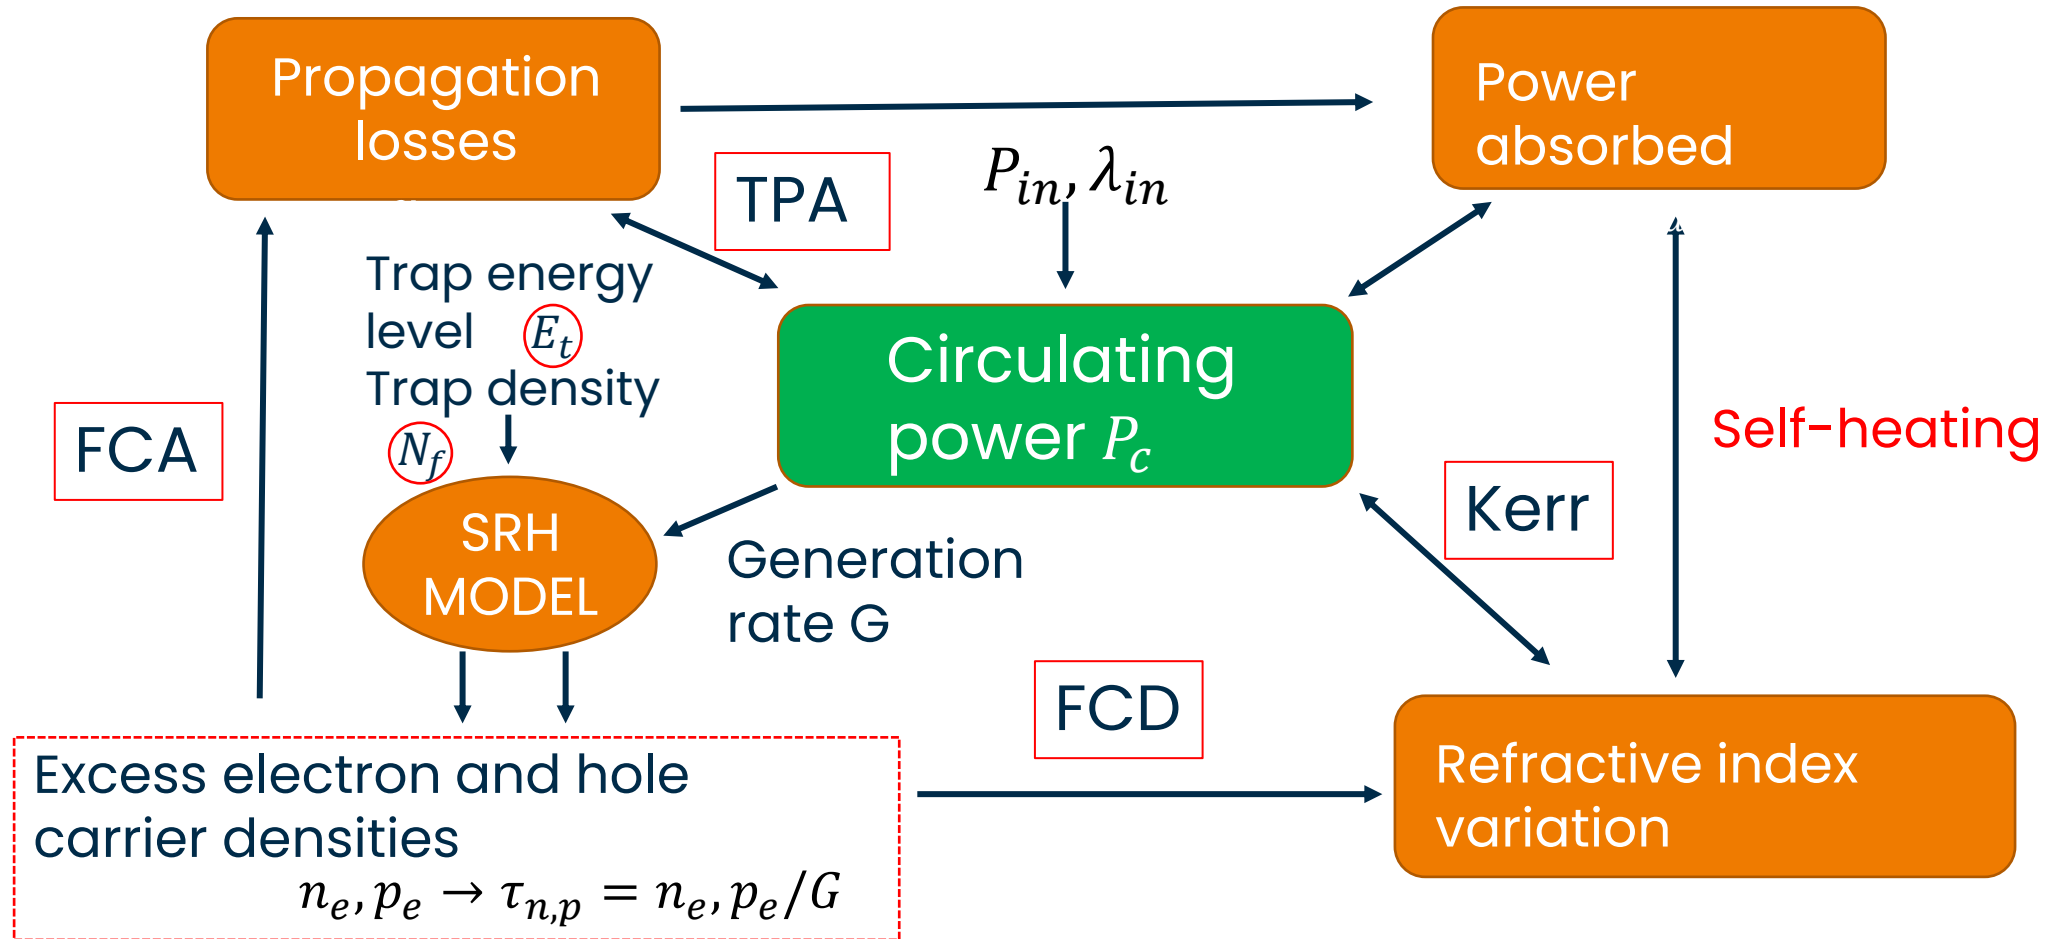 Propagation
losses
Power
absorbed
TPA
P_in, λ_in
Trap energy
level E_t
Trap density
N_f
FCA
Circulating
power P_c
Self-heating
Kerr
SRH
MODEL
Generation
rate G
FCD
Excess electron and hole
carrier densities
n_e, p_e → τ_n,p = n_e, p_e/G
Refractive index
variation